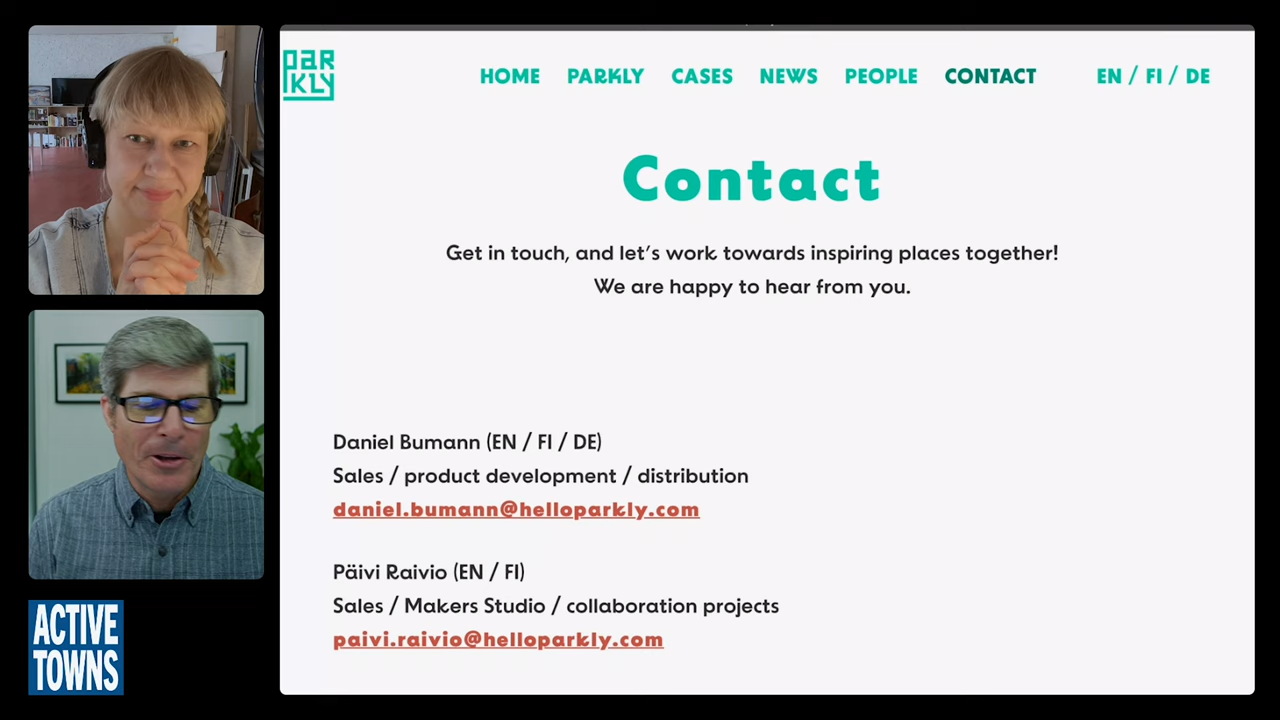 PARKLY
HOME PARKLY CASES NEWS PEOPLE CONTACT EN / FI / DE
Contact
Get in touch, and let's work towards inspiring places together!
We are happy to hear from you.
Daniel Bumann (EN / FI / DE)
Sales / product development / distribution
daniel.bumann@helloparkly.com
Päivi Raivio (EN / FI)
Sales / Makers Studio / collaboration projects
paivi.raivio@helloparkly.com
ACTIVE
TOWNS